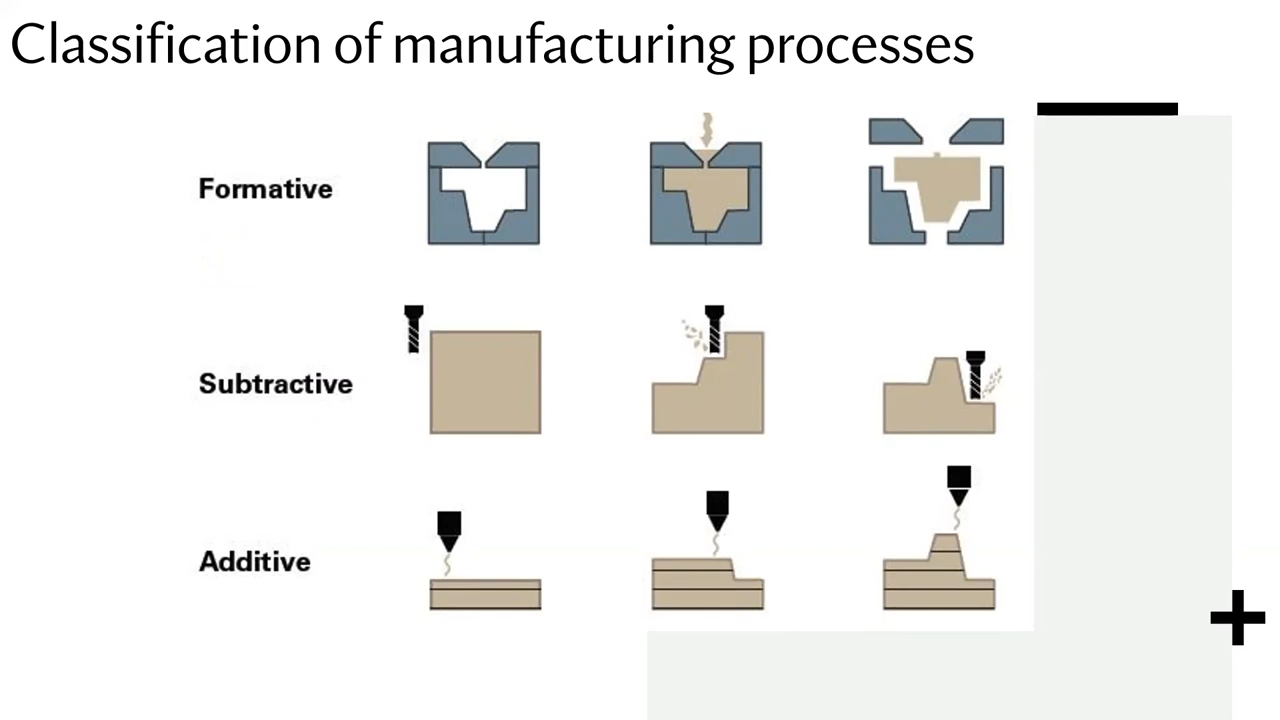 Classification of manufacturing processes
Formative
Subtractive
Additive